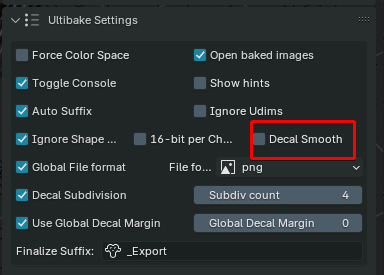 Ultibake Settings
Force Color Space Open baked images
Toggle Console Show hints
Auto Suffix Ignore Udims
Ignore Shape ... 16-bit per Ch... Decal Smooth
Global File format File fo... png
Decal Subdivision Subdiv count 4
Use Global Decal Margin Global Decal Margin 0
Finalize Suffix: _Export